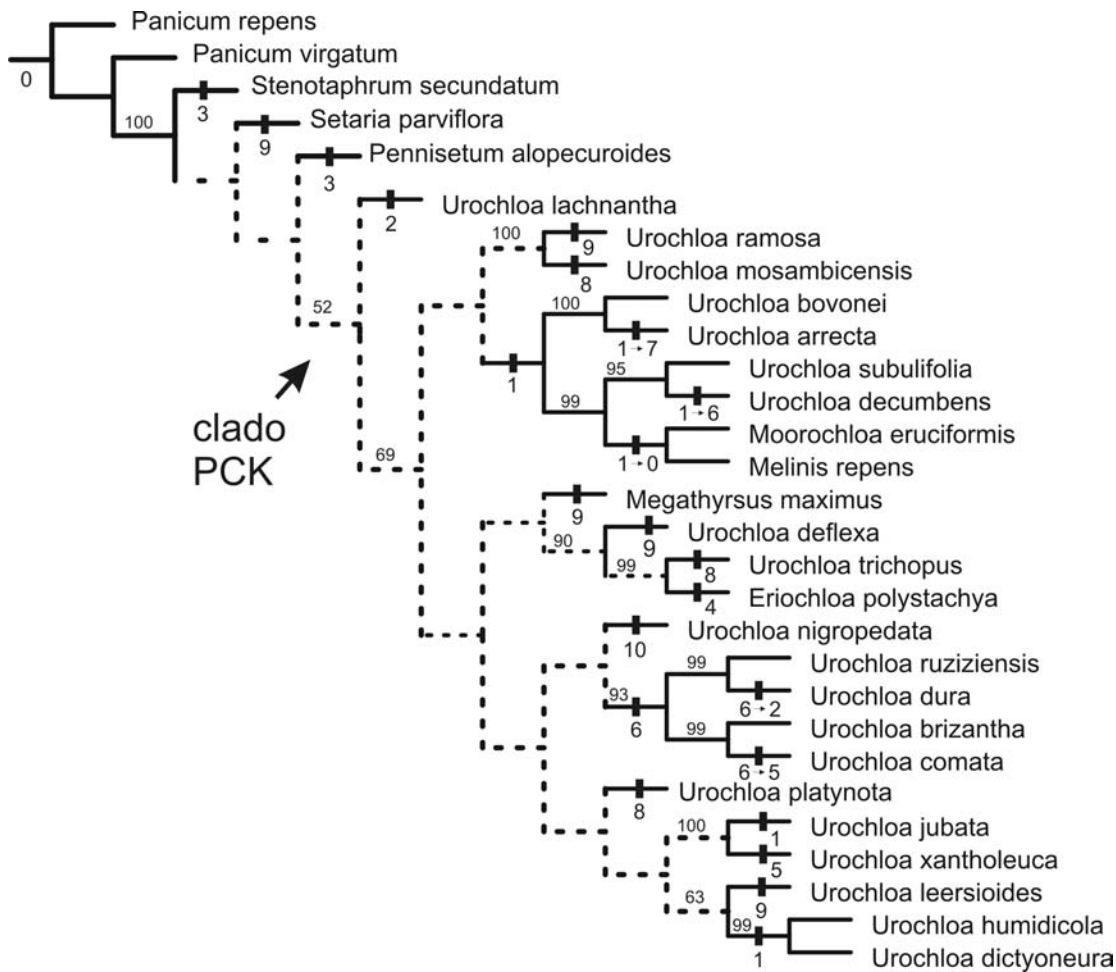 Panicum repens
0
Panicum virgatum
100
Stenotaphrum secundatum
3
Setaria parviflora
9
Pennisetum alopecuroides
3
52
Urochloa lachnantha
2
clado
PCK
69
100
Urochloa ramosa
9
Urochloa mosambicensis
8
1
100
Urochloa bovonei
Urochloa arrecta
1→7
99
95
Urochloa subulifolia
Urochloa decumbens
1→6
Moorochloa eruciformis
1→0
Melinis repens
Megathyrsus maximus
9
90
Urochloa deflexa
9
99
Urochloa trichopus
8
Eriochloa polystachya
4
Urochloa nigropedata
10
93
6
99
Urochloa ruziziensis
Urochloa dura
6→2
99
Urochloa brizantha
Urochloa comata
6→5
Urochloa platynota
8
100
Urochloa jubata
1
Urochloa xantholeuca
5
63
Urochloa leersioides
9
99
1
Urochloa humidicola
Urochloa dictyoneura